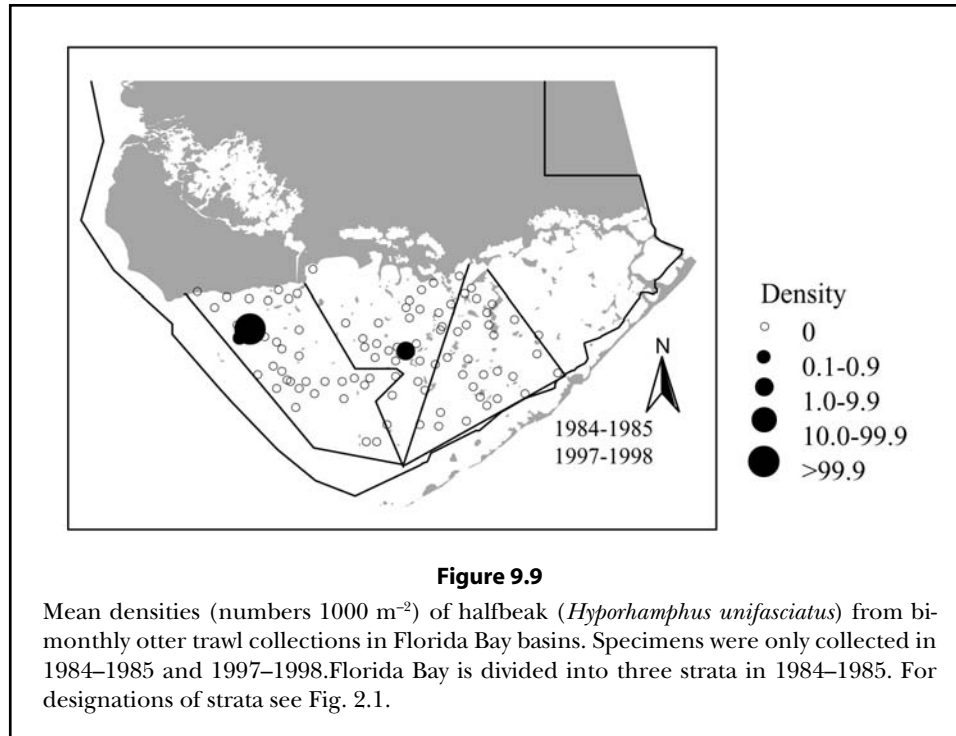 Density
0
0.1-0.9
1.0-9.9
10.0-99.9
>99.9
N
1984-1985
1997-1998
Figure 9.9
Mean densities (numbers 1000 m⁻²) of halfbeak (Hyporhamphus unifasciatus) from bi-
monthly otter trawl collections in Florida Bay basins. Specimens were only collected in
1984–1985 and 1997–1998.Florida Bay is divided into three strata in 1984–1985. For
designations of strata see Fig. 2.1.